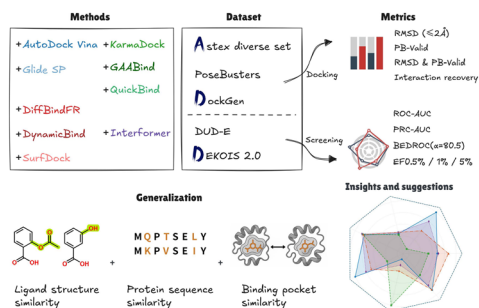 Methods
+AutoDock Vina
+KarmaDock
+Glide SP
+GAABind
+QuickBind
+DiffBindFR
+DynamicBind
+Interformer
+SurfDock
Dataset
Astex diverse set
PoseBusters
DockGen
DUD-E
DEKOIS 2.0
Docking
Screening
Metrics
RMSD (≤2Å)
PB-Valid
RMSD & PB-Valid
Interaction recovery
ROC-AUC
PRC-AUC
BEDROC(α=80.5)
EF0.5% / 1% / 5%
Generalization
O
O
OH
O
OH
OH
O
Ligand structure
similarity
+
MQPTSELY
MKPVSEIY
Protein sequence
similarity
+
Binding pocket
similarity
Insights and suggestions